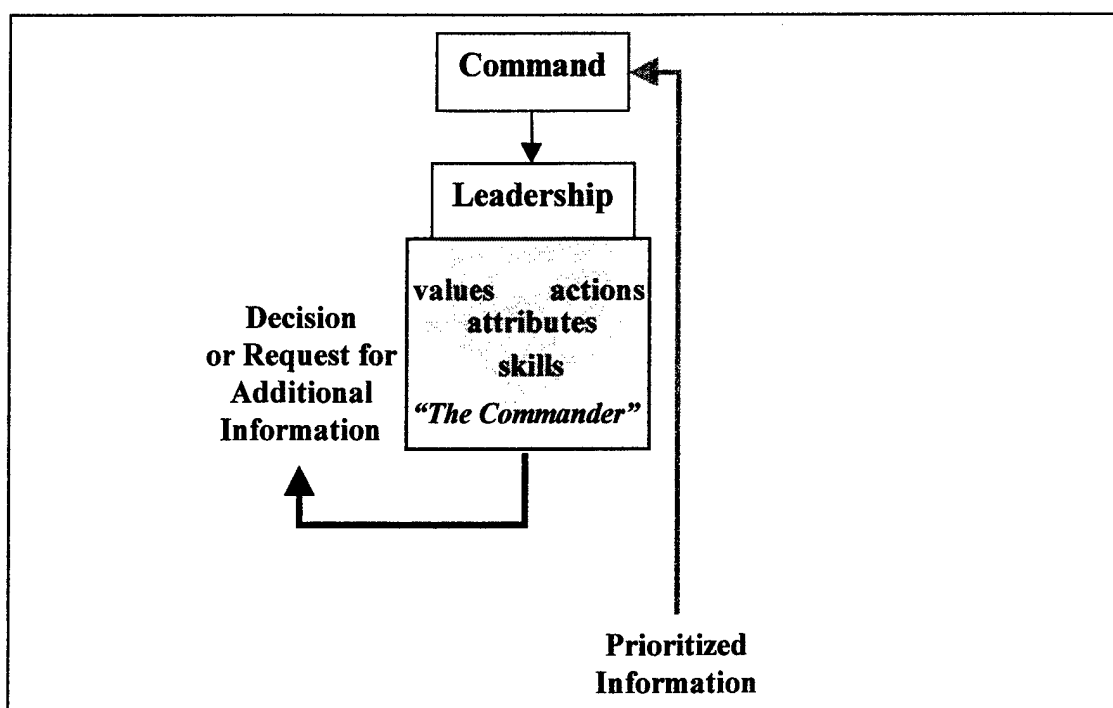 Command
Leadership
values actions
attributes
skills
“The Commander”
Decision
or Request for
Additional
Information
Prioritized
Information